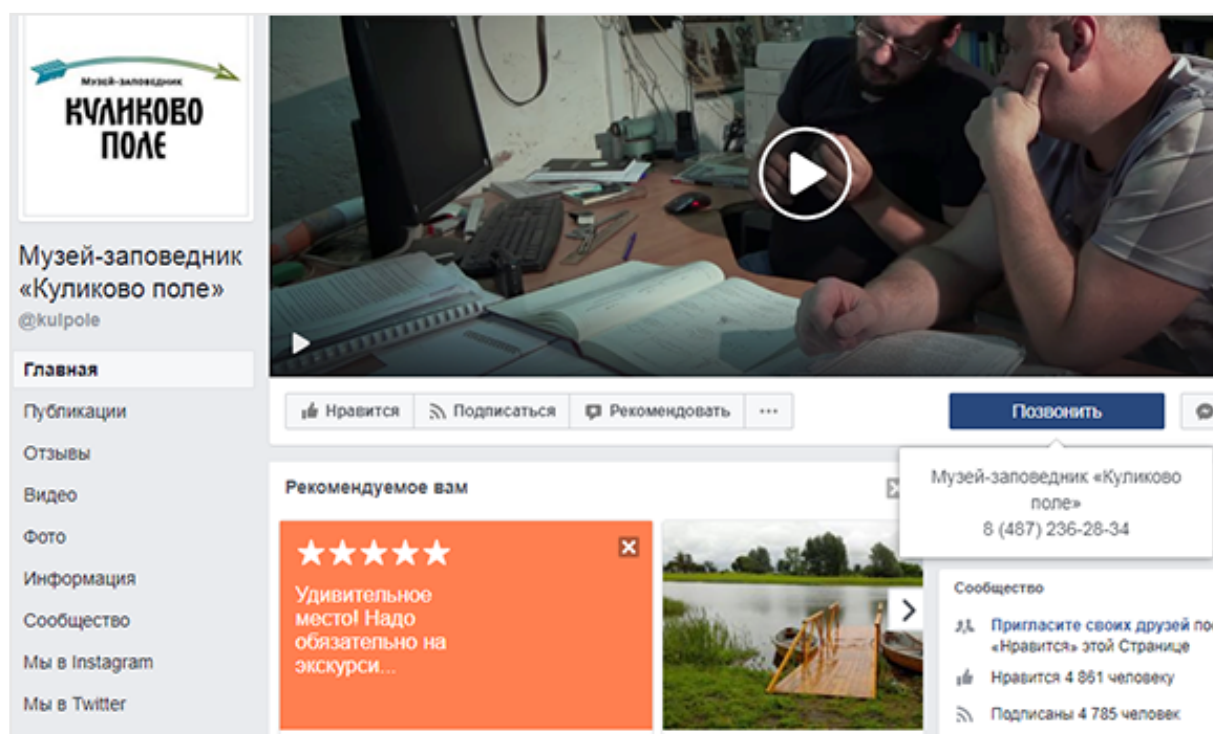 Музей-заповедник
КУЛИКОВО
ПОЛЕ
Музей-заповедник
«Куликово поле»
@kulpole
Главная
Публикации
Отзывы
Видео
Фото
Информация
Сообщество
Мы в Instagram
Мы в Twitter
Нравится
Подписаться
Рекомендовать
...
Позвонить
Музей-заповедник «Куликово
поле»
8 (487) 236-28-34
Рекомендуемое вам
Удивительное
место! Надо
обязательно на
экскурси...
Сообщество
Пригласите своих друзей
«Нравится» этой Странице
Нравится 4 861 человеку
Подписаны 4 785 человек